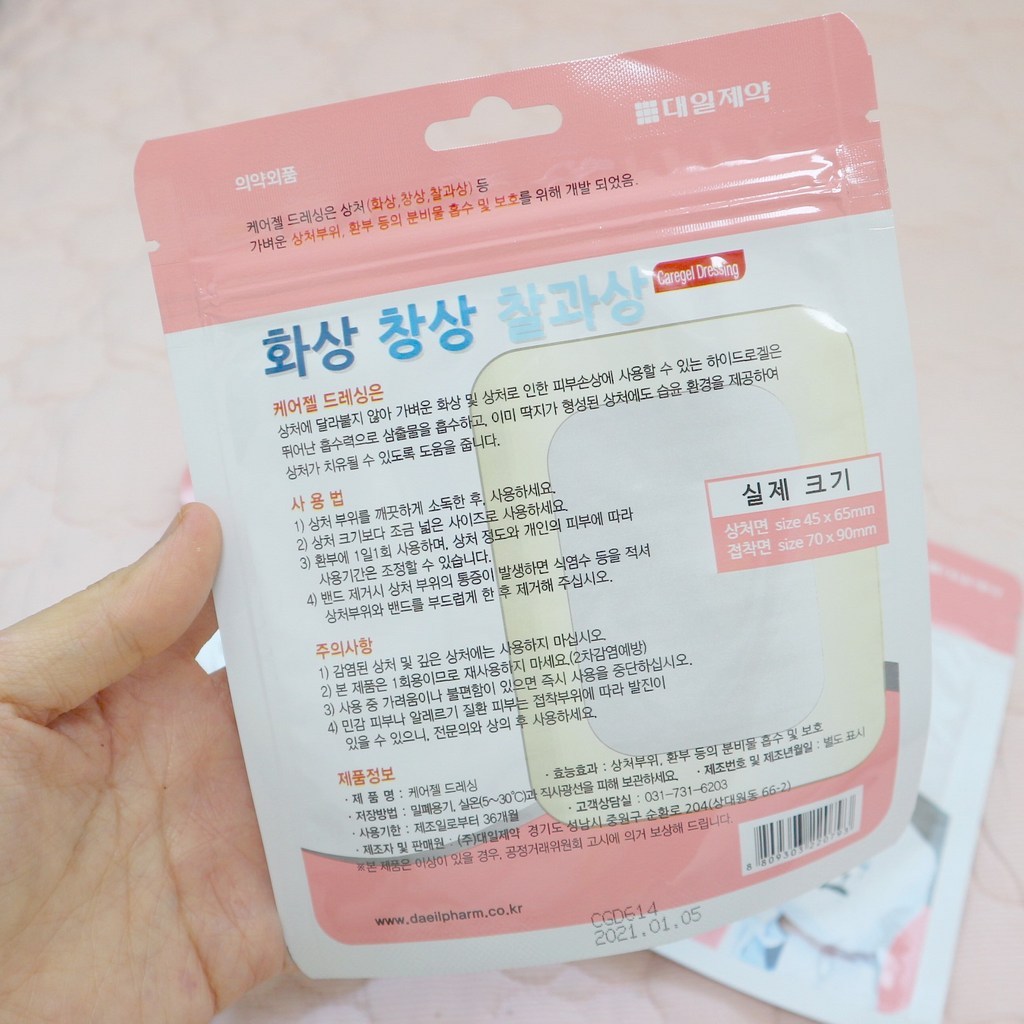 대일제약
의약외품
케어젤 드레싱은 상처(화상,창상,찰과상) 등
가벼운 상처부위, 환부 등의 분비물 흡수 및 보호를 위해 개발 되었음.
화상 창상 찰과상 Caregel Dressing
케어젤 드레싱은
상처에 달라붙지 않아 가벼운 화상 및 상처로 인한 피부손상에 사용할 수 있는 하이드로겔은
뛰어난 흡수력으로 삼출물을 흡수하고, 이미 딱지가 형성된 상처에도 습윤 환경을 제공하여
상처가 치유될 수 있도록 도움을 줍니다.
사 용 법
1) 상처 부위를 깨끗하게 소독한 후. 사용하세요.
2) 상처 크기보다 조금 넓은 사이즈로 사용하세요.
3) 환부에 1일1회 사용하며, 상처 정도와 개인의 피부에 따라
사용기간은 조정할 수 있습니다.
4) 밴드 제거시 상처 부위의 통증이 발생하면 식염수 등을 적셔
상처부위와 밴드를 부드럽게 한 후 제거해 주십시오.
실제 크기
상처면 size 45 x 65mm
접착면 size 70 x 90mm
주의사항
1) 감염된 상처 및 깊은 상처에는 사용하지 마십시오.
2) 본 제품은 1회용이므로 재사용하지 마세요.(2차감염예방)
3) 사용 중 가려움이나 불편함이 있으면 즉시 사용을 중단하십시오.
4) 민감 피부나 알레르기 질환 피부는 접착부위에 따라 발진이
있을 수 있으니, 전문의와 상의 후 사용하세요.
제품정보
· 제 품 명 : 케어젤 드레싱 · 효능효과 : 상처부위, 환부 등의 분비물 흡수 및 보호
· 저장방법 : 밀폐용기, 실온(5~30℃)과 직사광선을 피해 보관하세요. · 제조번호 및 제조년월일 : 별도 표시
· 사용기한 : 제조일로부터 36개월 · 고객상담실 : 031-731-6203
· 제조자 및 판매원 : (주)대일제약 경기도 성남시 중원구 순환로 204(상대원동 66-2)
※본 제품은 이상이 있을 경우, 공정거래위원회 고시에 의거 보상해 드립니다.
www.daeilpharm.co.kr
CGD614
2021.01.05